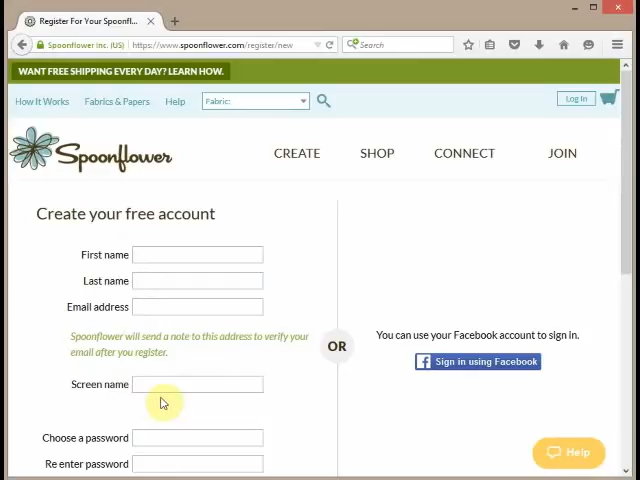 Register For Your Spoonfl...
Spoonflower Inc. (US)
https://www.spoonflower.com/register/new
Search
WANT FREE SHIPPING EVERY DAY? LEARN HOW.
How It Works
Fabrics & Papers
Help
Fabric:
Log In
Spoonflower
CREATE
SHOP
CONNECT
JOIN
Create your free account
First name
Last name
Email address
Spoonflower will send a note to this address to verify your
email after you register.
Screen name
Choose a password
Re enter password
OR
You can use your Facebook account to sign in.
f Sign in using Facebook
Help